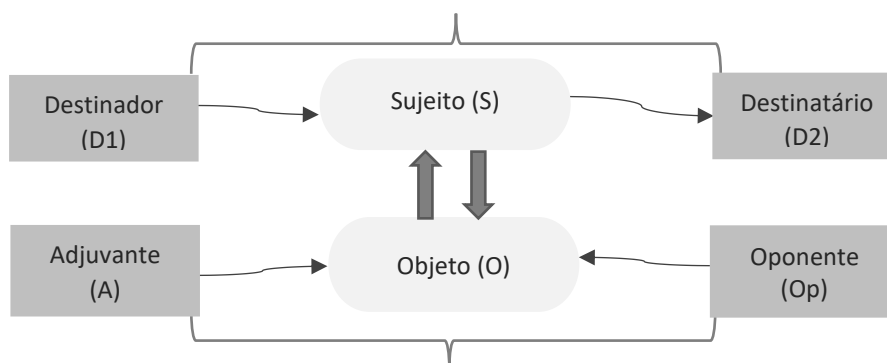 Destinador
(D1)
Sujeito (S)
Destinatário
(D2)
Adjuvante
(A)
Objeto (O)
Oponente
(Op)